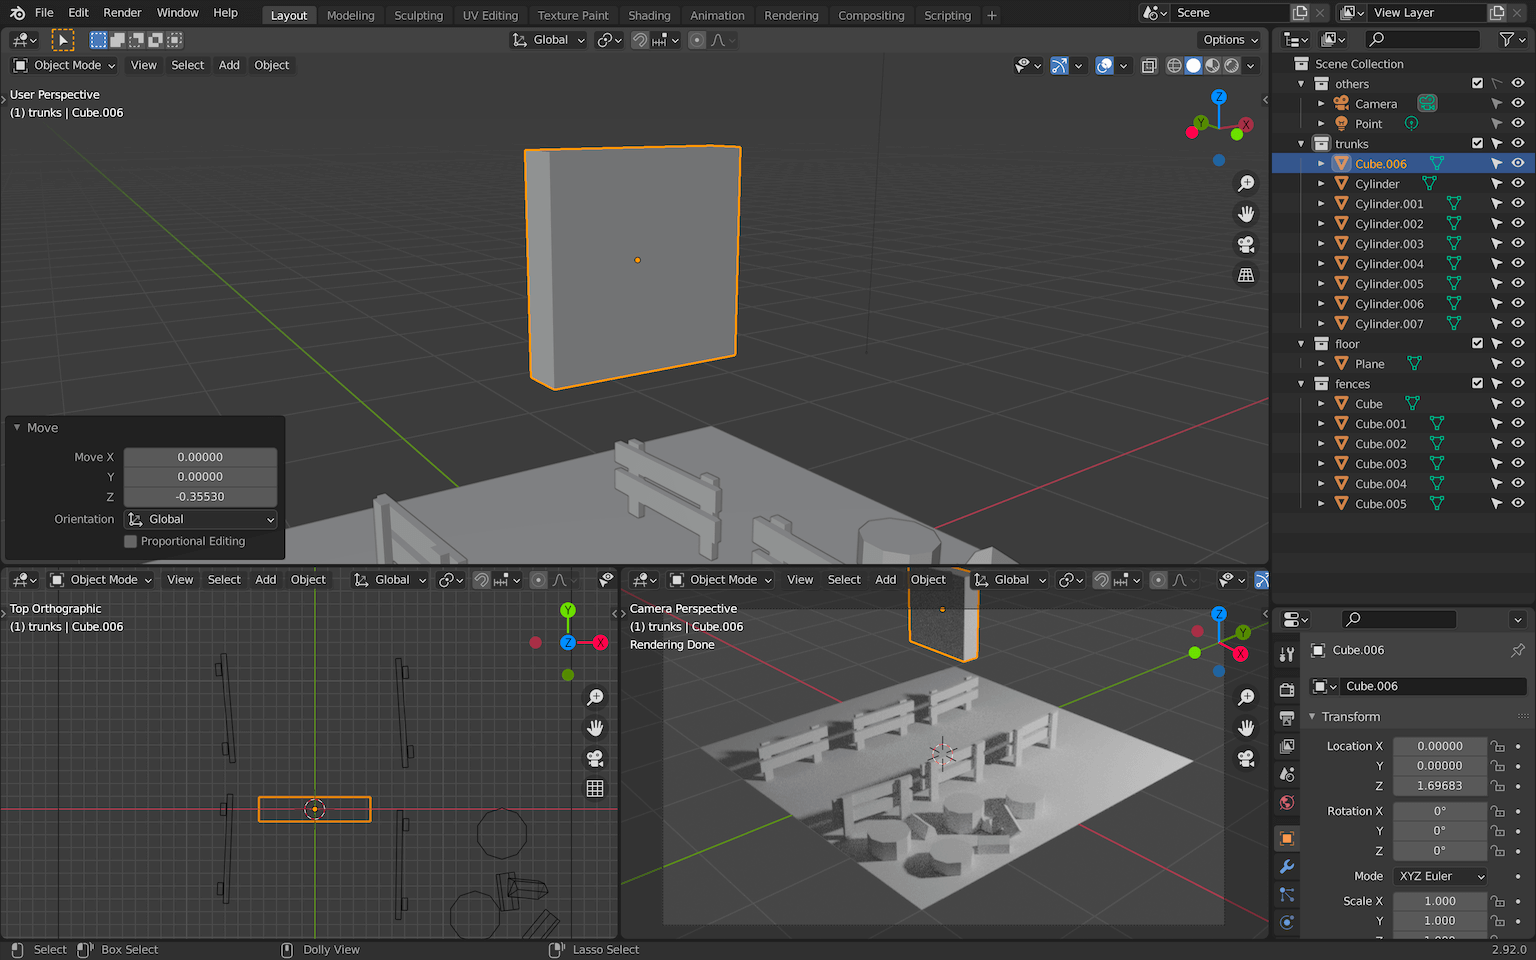 File Edit Render Window Help Layout Modeling Sculpting UV Editing Texture Paint Shading Animation Rendering Compositing Scripting + Scene View Layer
Global Options
Object Mode View Select Add Object
User Perspective
(1) trunks | Cube.006
Z
Y X
Move
Move X 0.00000
Y 0.00000
Z -0.35530
Orientation Global
Proportional Editing
Object Mode View Select Add Object Global
Top Orthographic
(1) trunks | Cube.006
Y
Z X
Object Mode View Select Add Object Global
Camera Perspective
(1) trunks | Cube.006
Rendering Done
Z
Y
X
Scene Collection
others
Camera
Point
trunks
Cube.006
Cylinder
Cylinder.001
Cylinder.002
Cylinder.003
Cylinder.004
Cylinder.005
Cylinder.006
Cylinder.007
floor
Plane
fences
Cube
Cube.001
Cube.002
Cube.003
Cube.004
Cube.005
Cube.006
Cube.006
Transform
Location X 0.00000
Y 0.00000
Z 1.69683
Rotation X 0°
Y 0°
Z 0°
Mode XYZ Euler
Scale X 1.000
Y 1.000
Select Box Select Dolly View Lasso Select 2.92.0